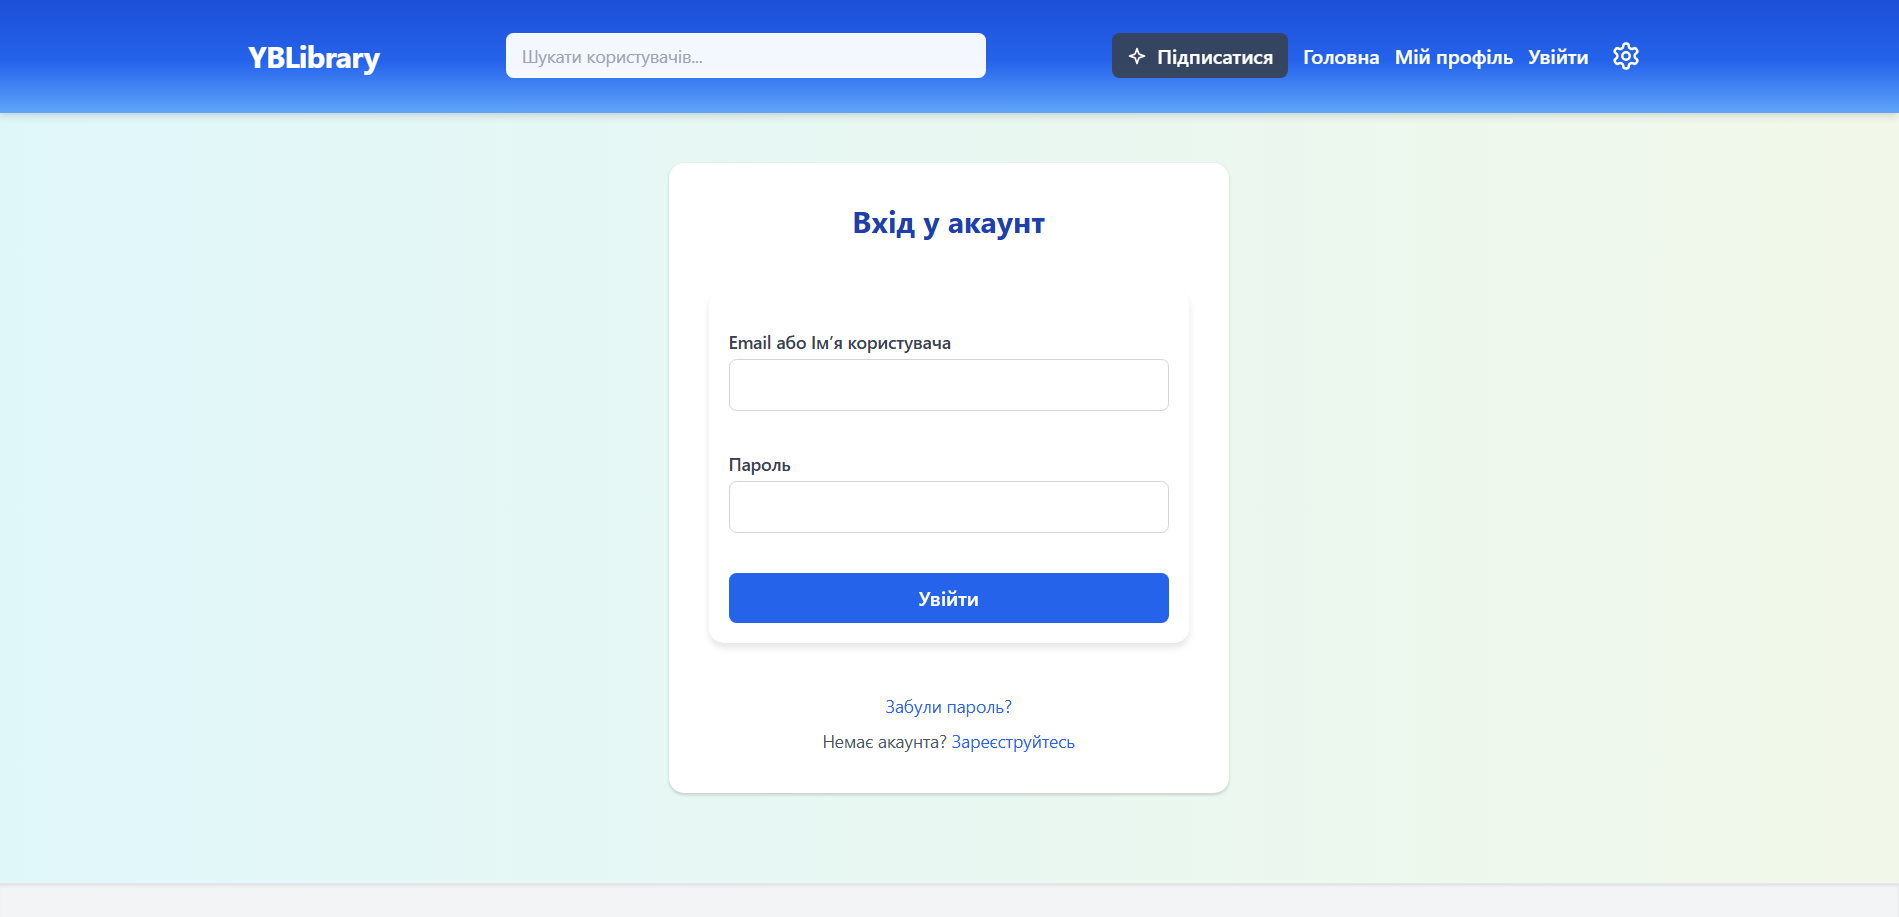 YBLibrary
Шукати користувачів...
Підписатися
Головна
Мій профіль
Увійти
Вхід у акаунт
Email або Ім’я користувача
Пароль
Увійти
Забули пароль?
Немає акаунта? Зареєструйтесь